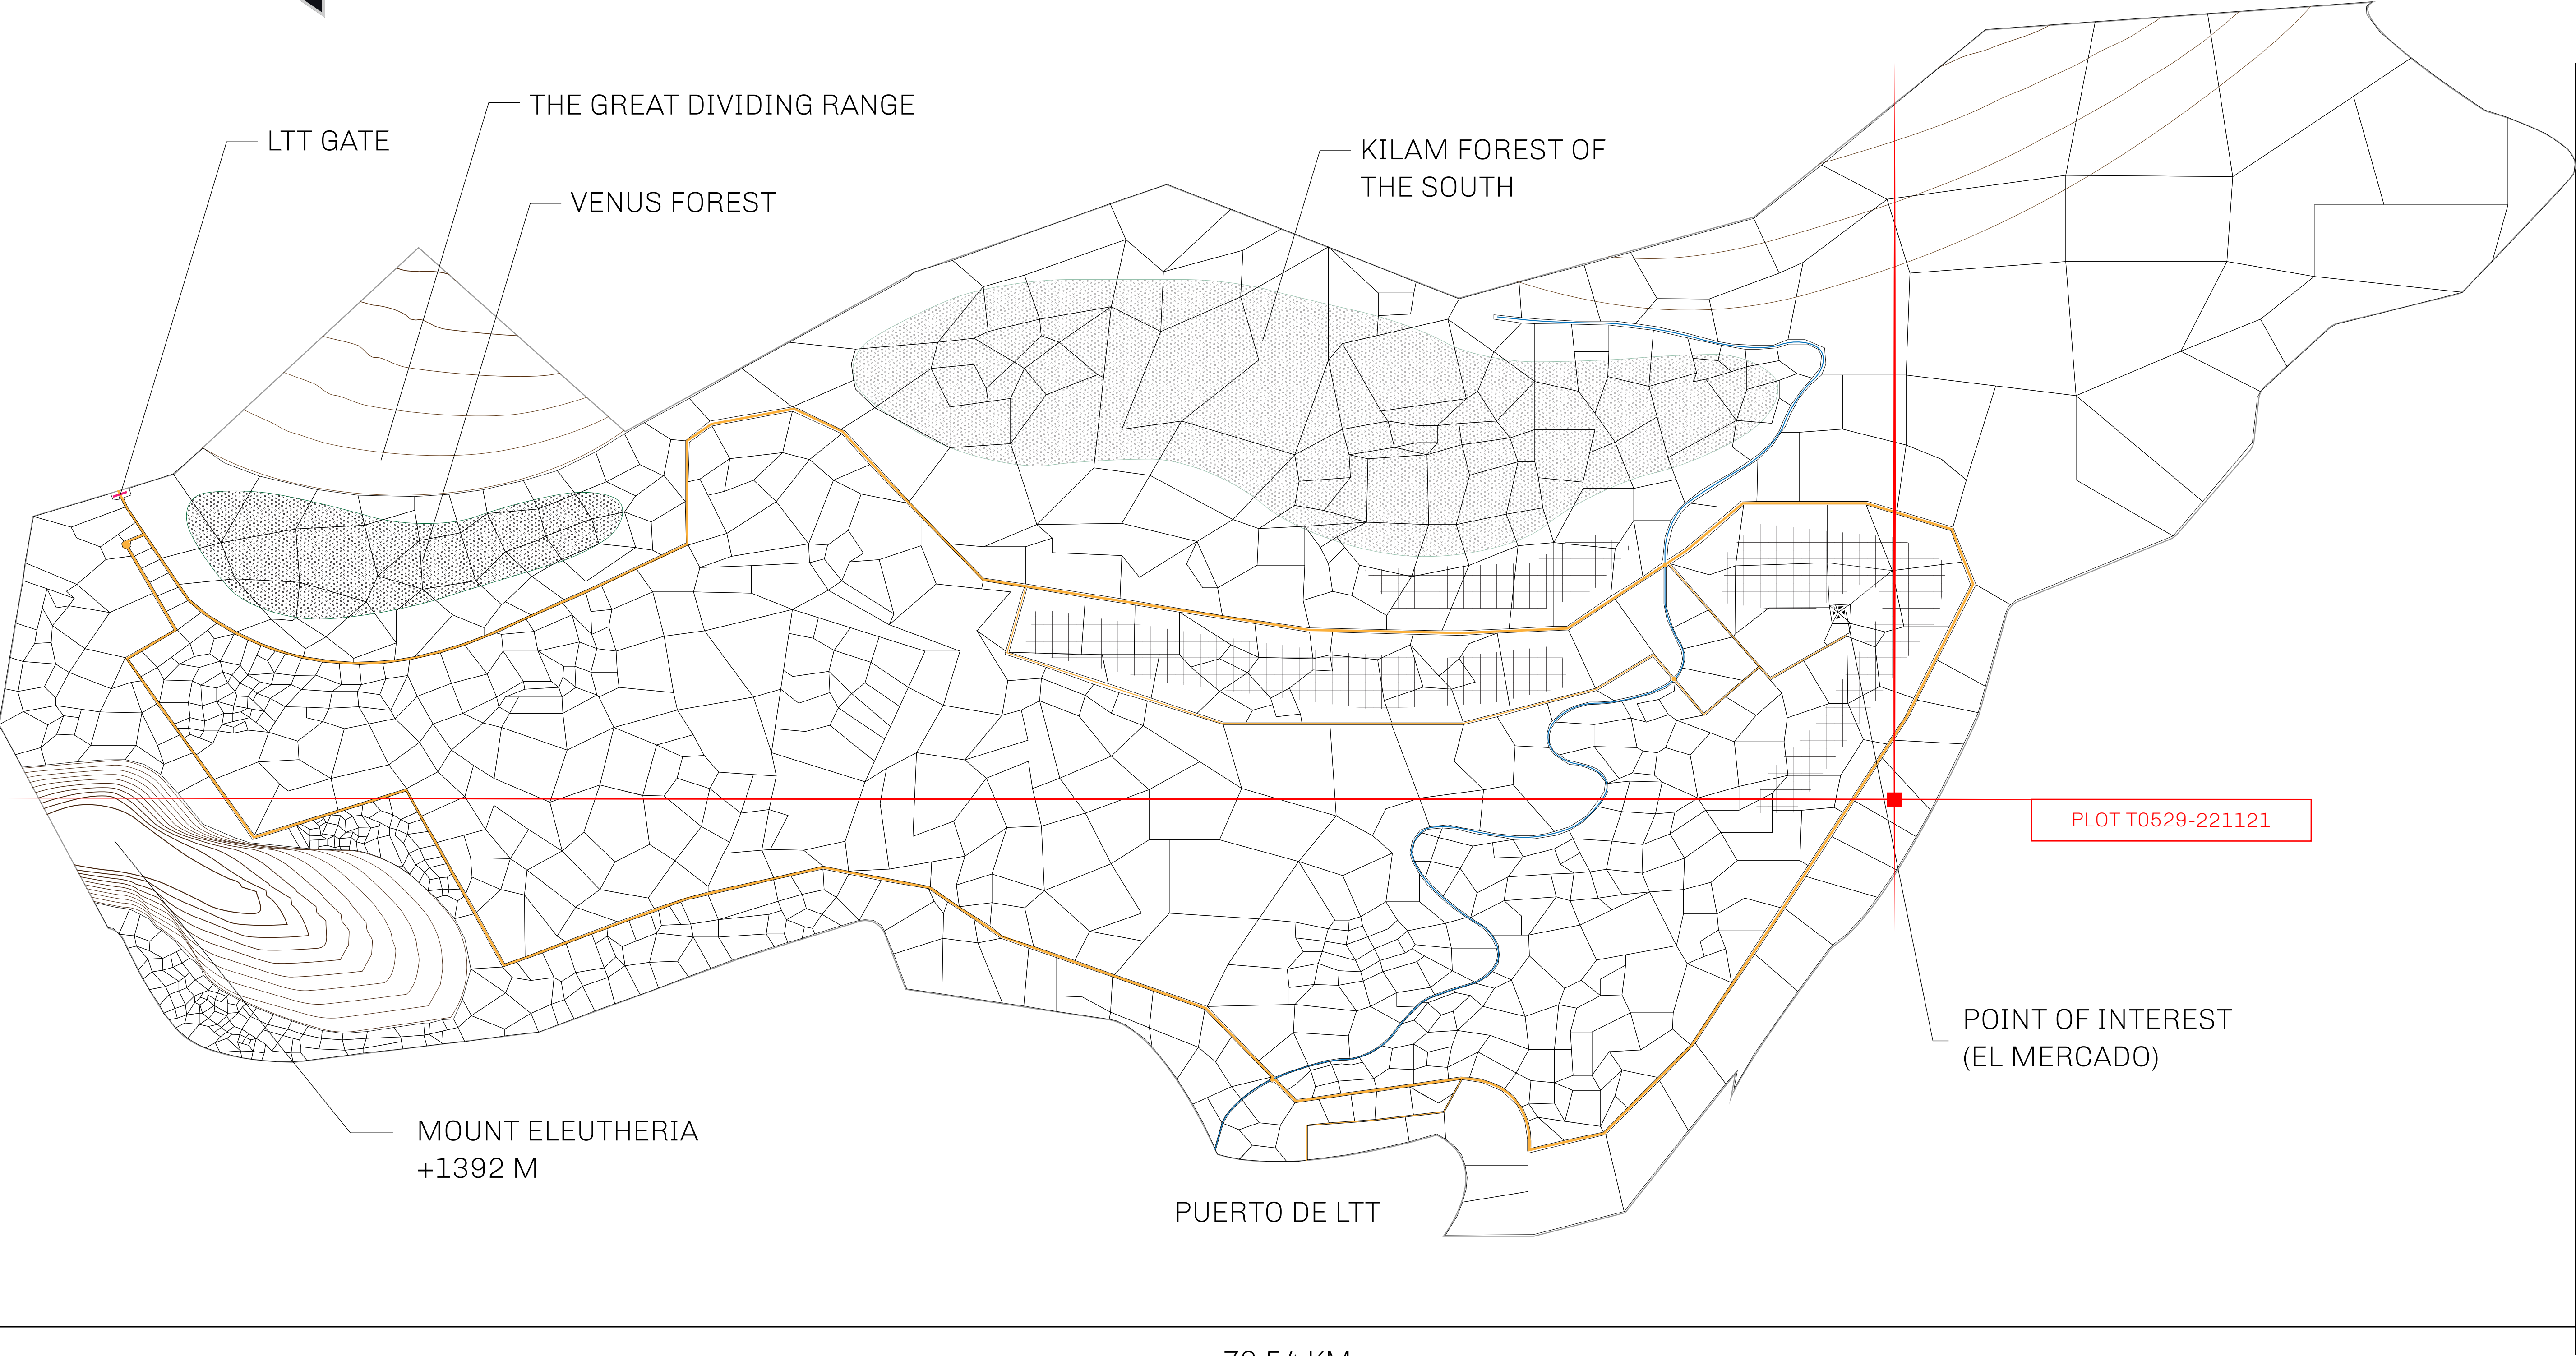 THE GREAT DIVIDING RANGE
LTT GATE
KILAM FOREST OF
THE SOUTH
VENUS FOREST
PLOT T0529-221121
POINT OF INTEREST
(EL MERCADO)
MOUNT ELEUTHERIA
+1392 M
PUERTO DE LTT